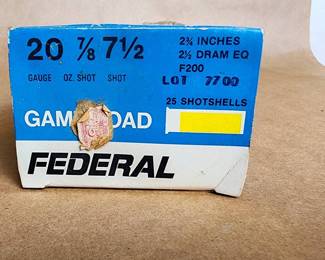 20 7/8 7½
GAUGE OZ. SHOT SHOT
2¾ INCHES
2½ DRAM EQ
F200
LOT 7700
25 SHOTSHELLS
GAM OAD
FEDERAL